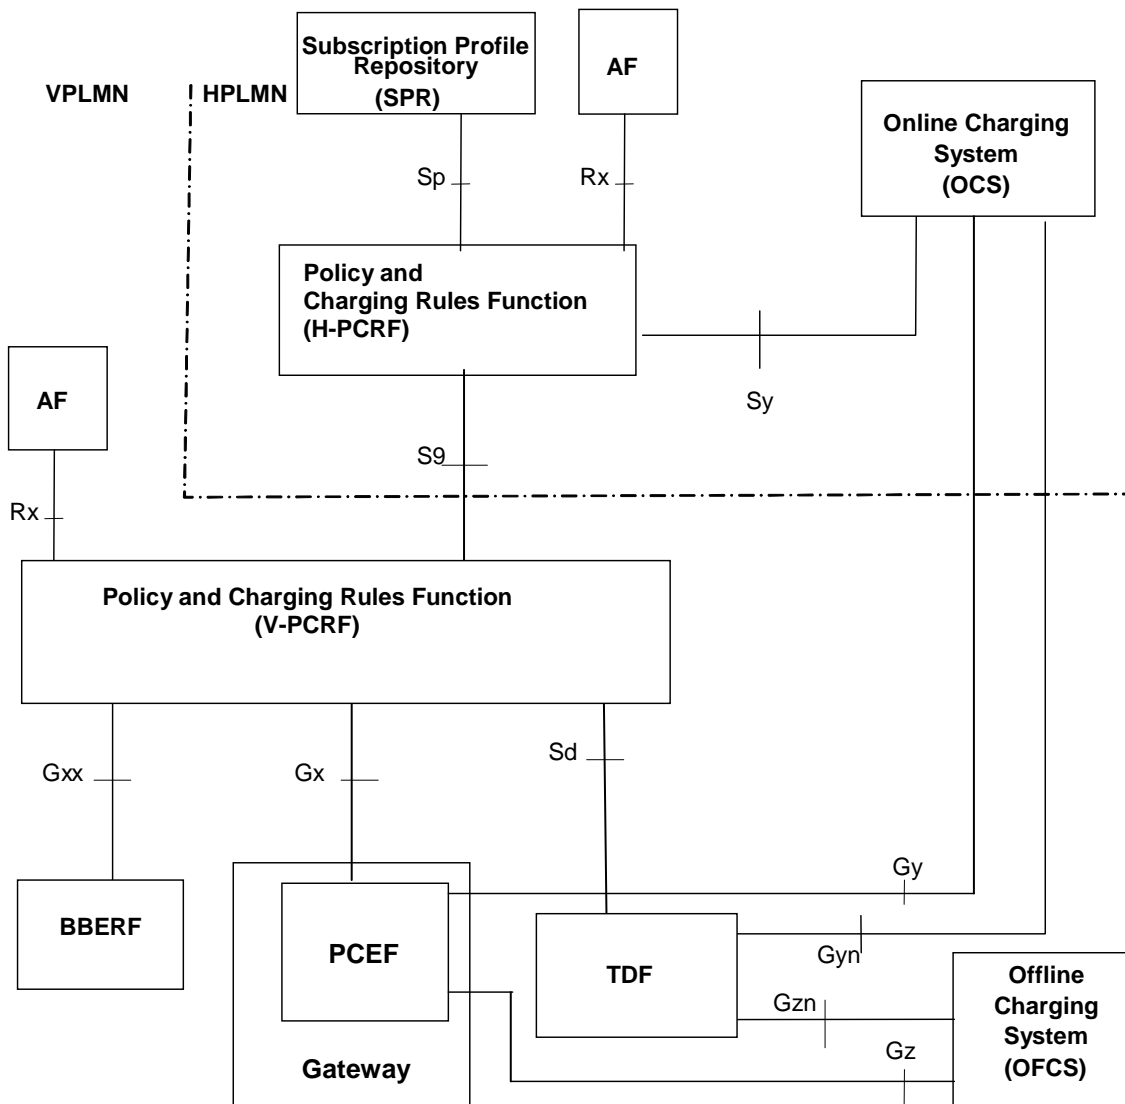 Subscription Profile
Repository
(SPR)
AF
VPLMN
HPLMN
Online Charging
System
(OCS)
Sp
Rx
Policy and
Charging Rules Function
(H-PCRF)
AF
Sy
S9
Rx
Policy and Charging Rules Function
(V-PCRF)
Gxx
Gx
Sd
Gy
BBERF
PCEF
TDF
Gyn
Offline
Charging
System
(OFCS)
Gzn
Gz
Gateway